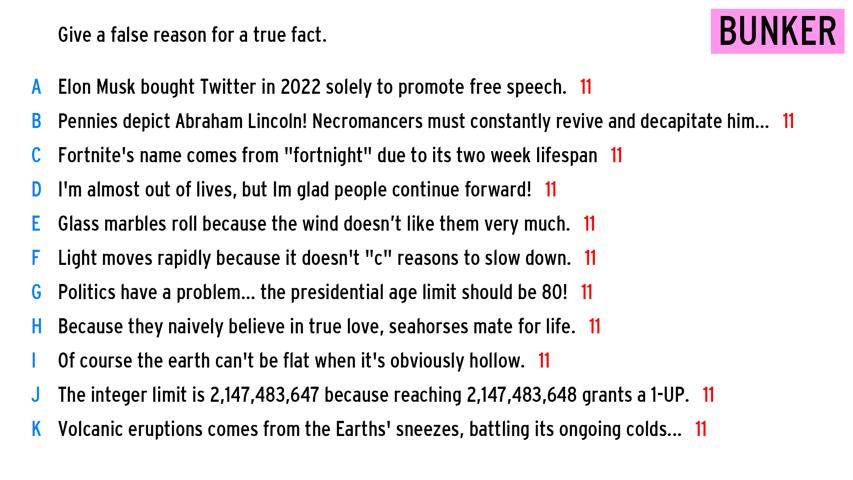 Give a false reason for a true fact.
BUNKER
A Elon Musk bought Twitter in 2022 solely to promote free speech. 11
B Pennies depict Abraham Lincoln! Necromancers must constantly revive and decapitate him... 11
C Fortnite's name comes from "fortnight" due to its two week lifespan 11
D I'm almost out of lives, but Im glad people continue forward! 11
E Glass marbles roll because the wind doesn’t like them very much. 11
F Light moves rapidly because it doesn't "c" reasons to slow down. 11
G Politics have a problem... the presidential age limit should be 80! 11
H Because they naively believe in true love, seahorses mate for life. 11
I Of course the earth can't be flat when it's obviously hollow. 11
J The integer limit is 2,147,483,647 because reaching 2,147,483,648 grants a 1-UP. 11
K Volcanic eruptions comes from the Earths' sneezes, battling its ongoing colds... 11